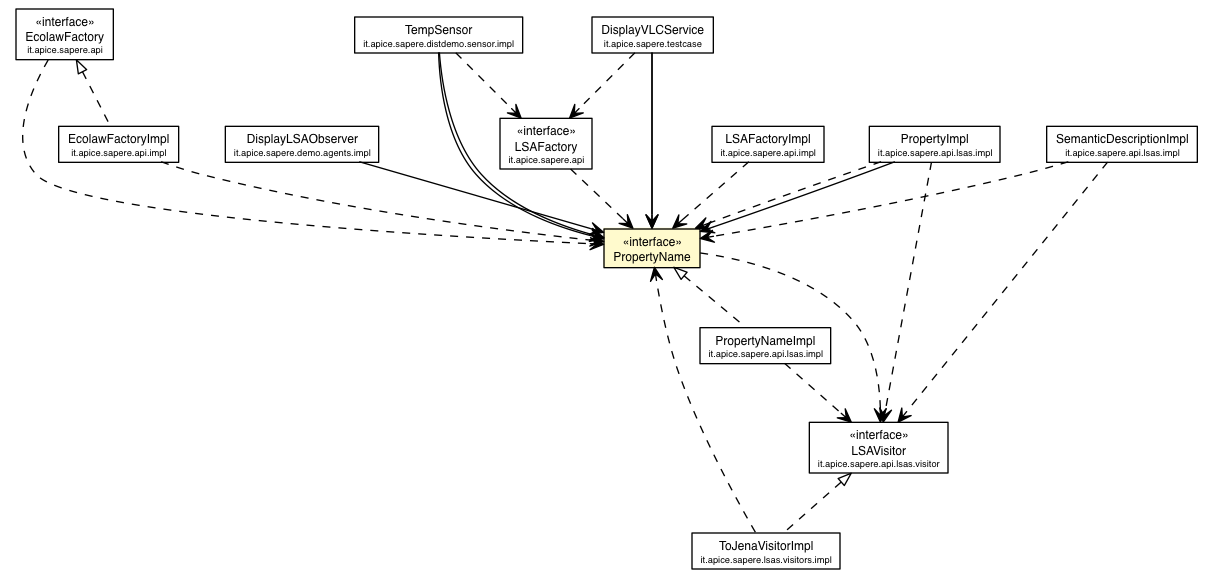 «interface»
EcolawFactory
it.apice.sapere.api
TempSensor
it.apice.sapere.distdemo.sensor.impl
DisplayVLCService
it.apice.sapere.testcase
EcolawFactoryImpl
it.apice.sapere.api.impl
DisplayLSAObserver
it.apice.sapere.demo.agents.impl
«interface»
LSAFactory
it.apice.sapere.api
LSAFactoryImpl
it.apice.sapere.api.impl
PropertyImpl
it.apice.sapere.api.lsas.impl
SemanticDescriptionImpl
it.apice.sapere.api.lsas.impl
«interface»
PropertyName
PropertyNameImpl
it.apice.sapere.api.lsas.impl
«interface»
LSAVisitor
it.apice.sapere.api.lsas.visitor
ToJenaVisitorImpl
it.apice.sapere.lsas.visitors.impl